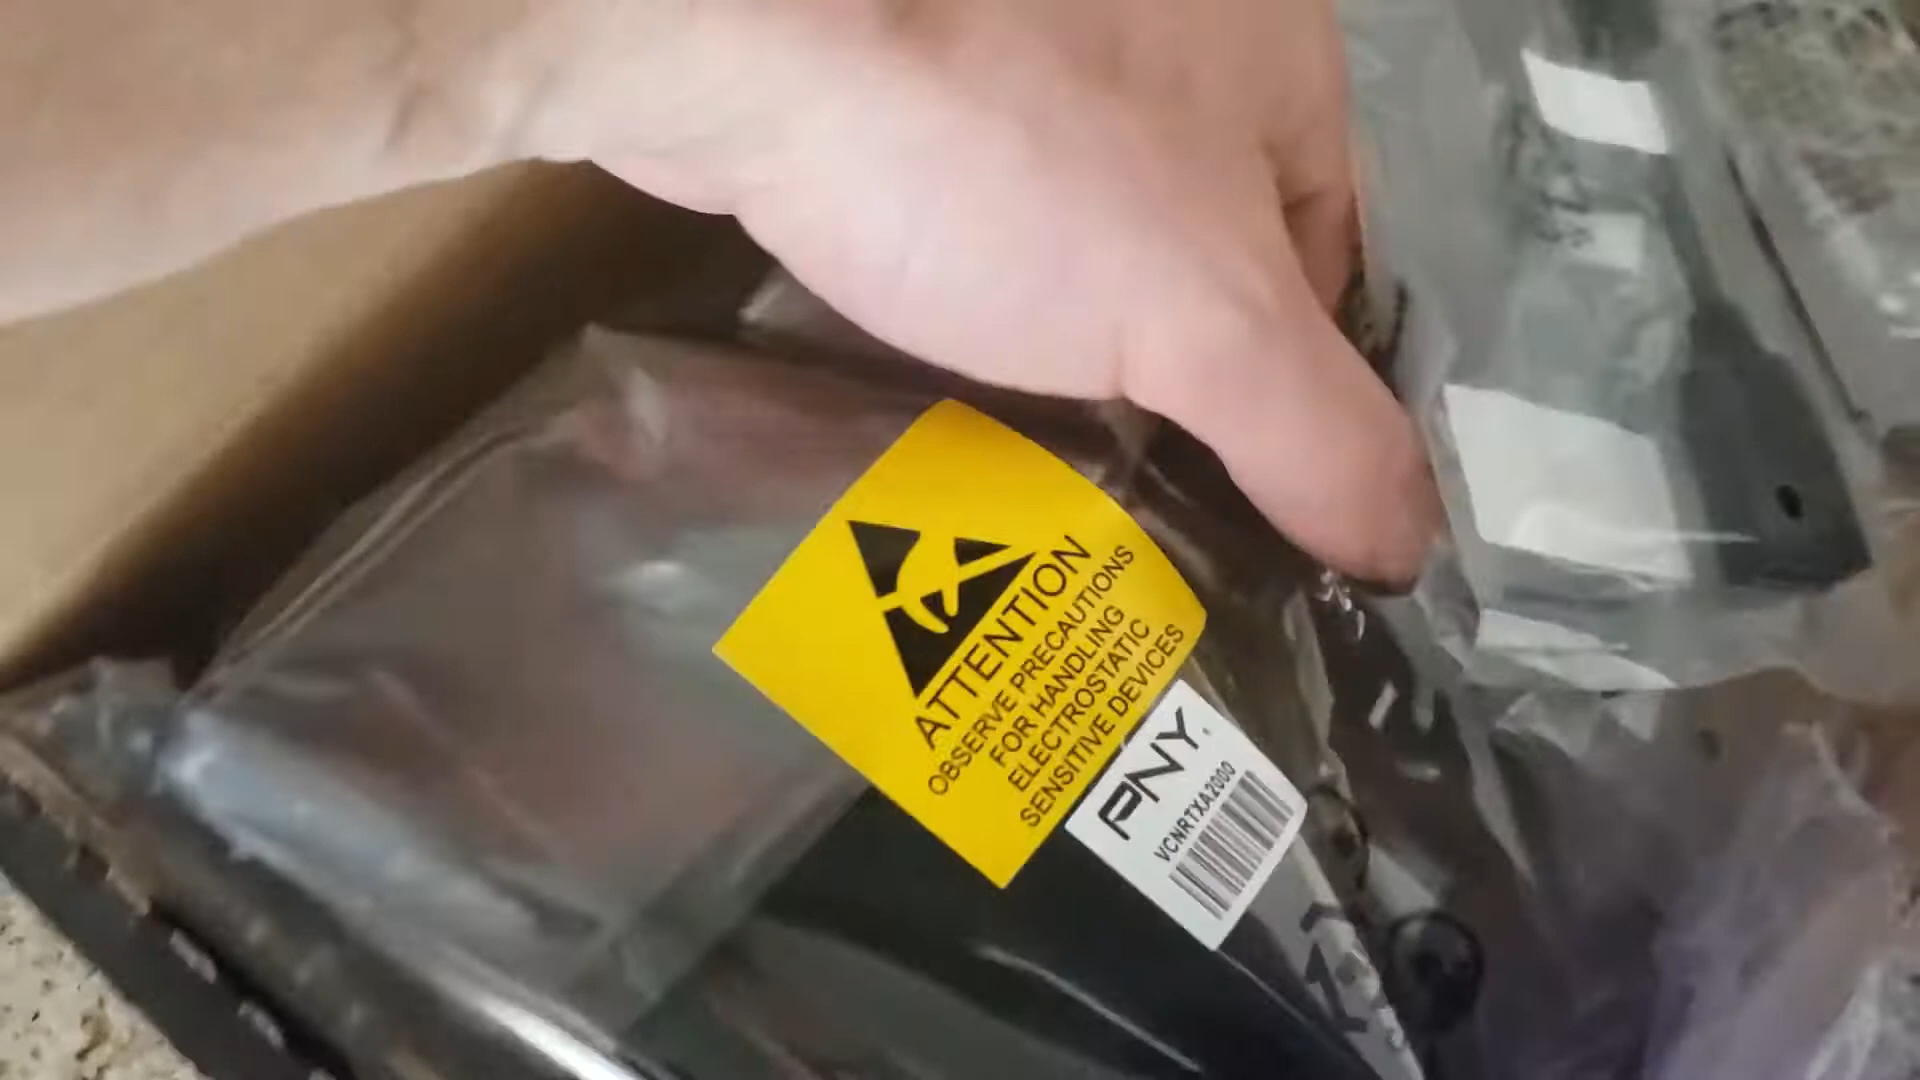 ATTENTION
OBSERVE PRECAUTIONS
FOR HANDLING
ELECTROSTATIC
SENSITIVE DEVICES
PNY
VCNRTXA2000